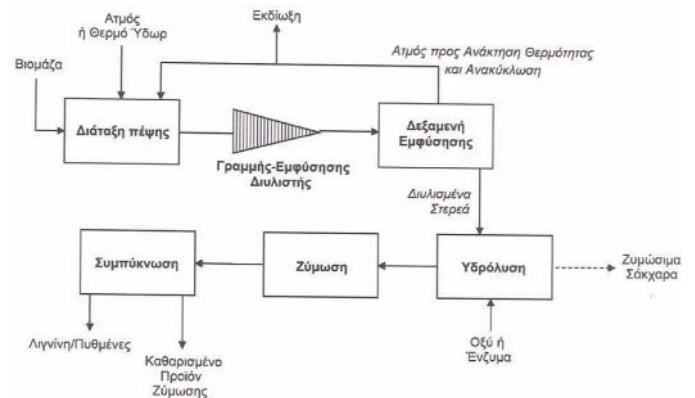 Ατμός
ή Θερμό Ύδωρ
Εκδίωξη
Βιομάζα
Ατμός προς Ανάκτηση Θερμότητας
και Ανακύκλωση
Διάταξη πέψης
Γραμμής-Εμφύσησης
Διυλιστής
Δεξαμενή
Εμφύσησης
Διυλισμένα
Στερεά
Συμπύκνωση
Ζύμωση
Υδρόλυση
Ζυμώσιμα
Σάκχαρα
Λιγνίνη/Πυθμένες
Καθαρισμένο
Προϊόν
Ζύμωσης
Οξύ ή
Ένζυμα